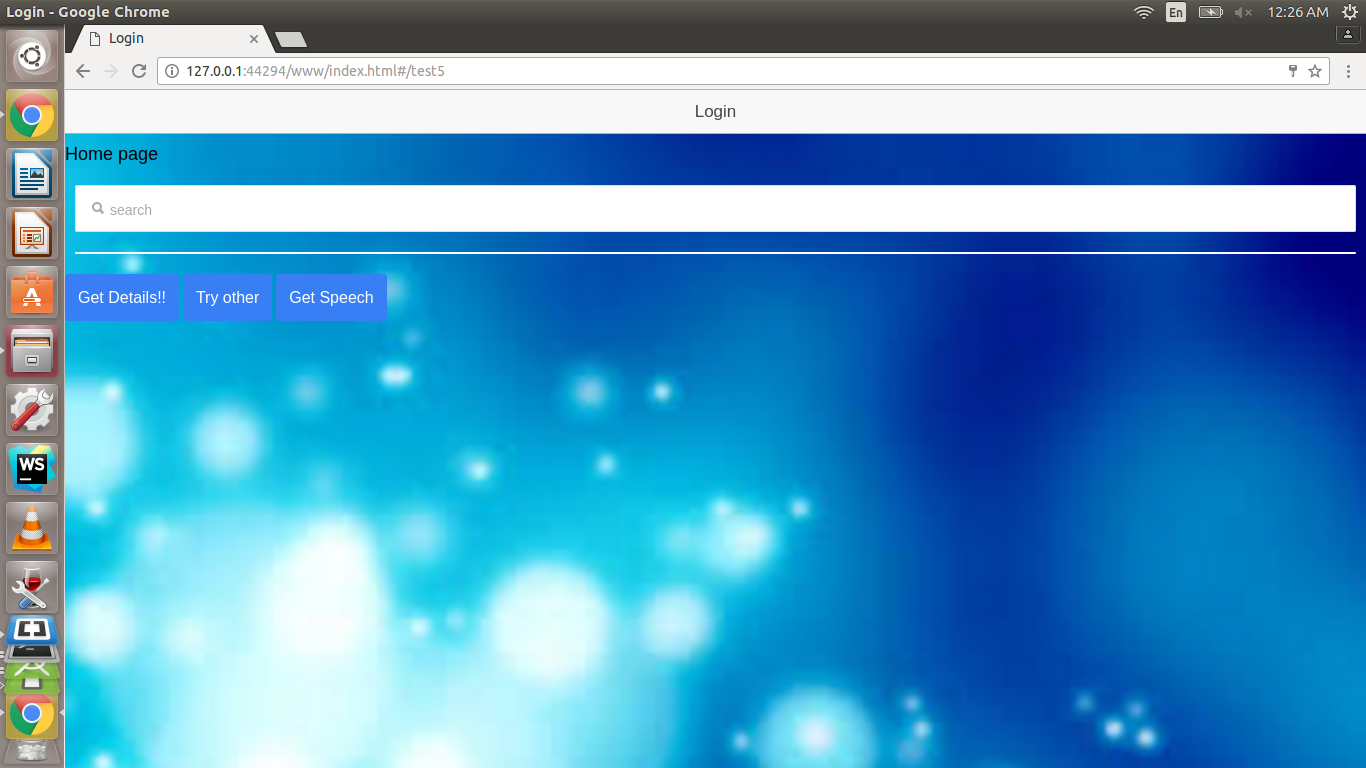 Login - Google Chrome
En
12:26 AM
Login
127.0.0.1:44294/www/index.html#/test5
Login
Home page
search
Get Details!! Try other Get Speech
WS